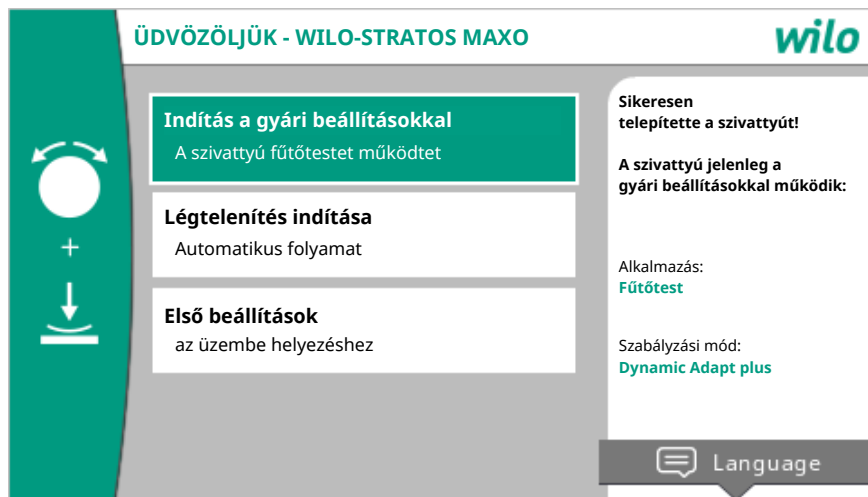 ÜDVÖZÖLJÜK - WILO-STRATOS MAXO
wilo
Indítás a gyári beállításokkal
A szivattyú fűtőtestet működtet
Légtelenítés indítása
Automatikus folyamat
Első beállítások
az üzembe helyezéshez
Sikeresen
telepítette a szivattyút!
A szivattyú jelenleg a
gyári beállításokkal működik:
Alkalmazás:
Fűtőtest
Szabályzási mód:
Dynamic Adapt plus
Language